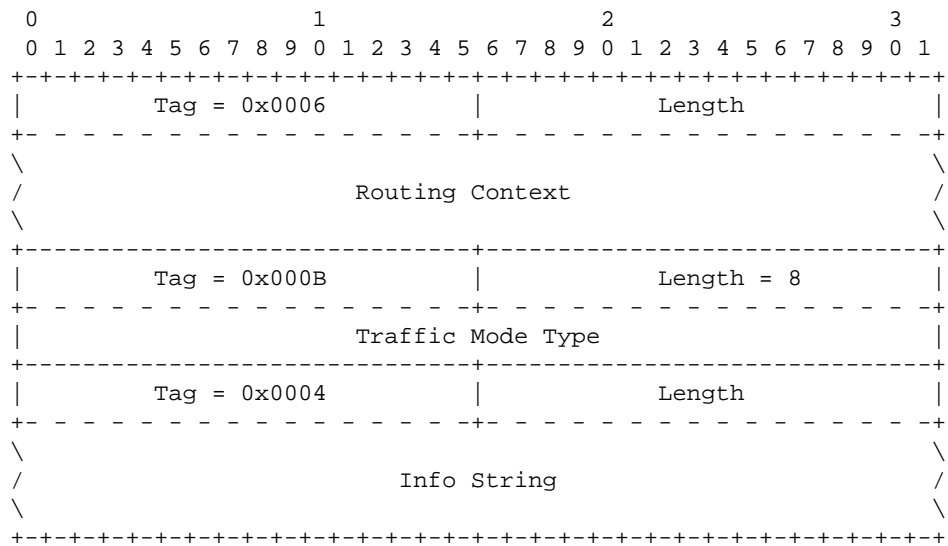 0                   1                   2                   3
 0 1 2 3 4 5 6 7 8 9 0 1 2 3 4 5 6 7 8 9 0 1 2 3 4 5 6 7 8 9 0 1
+-+-+-+-+-+-+-+-+-+-+-+-+-+-+-+-+-+-+-+-+-+-+-+-+-+-+-+-+-+-+-+-+
|         Tag = 0x0006          |            Length             |
+- - - - - - - - - - - - - - - -+- - - - - - - - - - - - - - - -+
\                                                               \
/                       Routing Context                         /
\                                                               \
+-------------------------------+-------------------------------+
|         Tag = 0x000B          |            Length = 8         |
+- - - - - - - - - - - - - - - -+- - - - - - - - - - - - - - - -+
|                       Traffic Mode Type                       |
+-------------------------------+-------------------------------+
|         Tag = 0x0004          |            Length             |
+- - - - - - - - - - - - - - - -+- - - - - - - - - - - - - - - -+
\                                                               \
/                          Info String                          /
\                                                               \
+-+-+-+-+-+-+-+-+-+-+-+-+-+-+-+-+-+-+-+-+-+-+-+-+-+-+-+-+-+-+-+-+